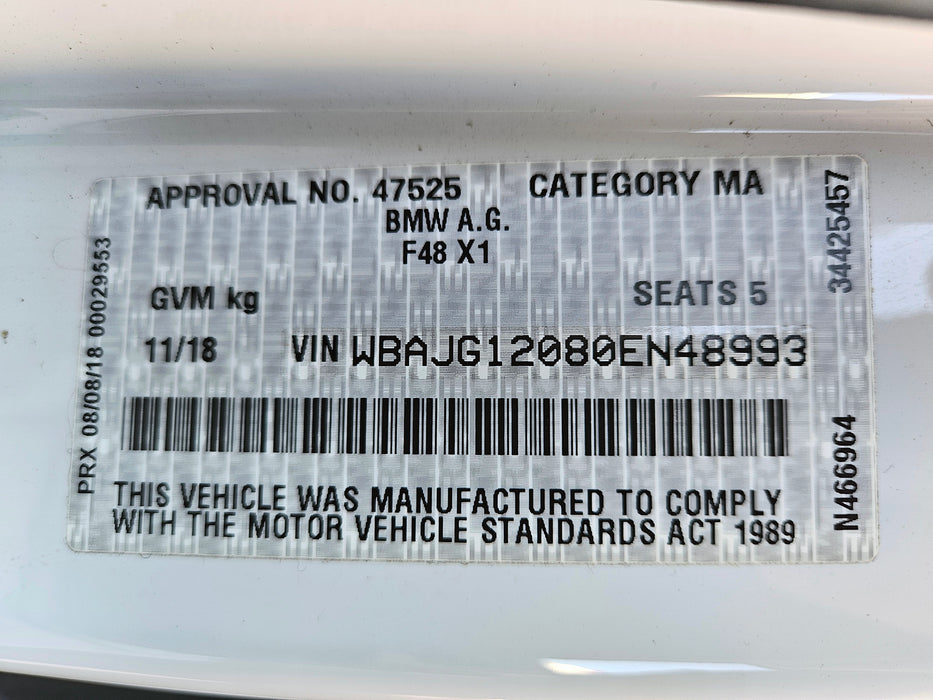 APPROVAL NO. 47525 CATEGORY MA
BMW A.G.
F48 X1
GVM kg SEATS 5
11/18 VIN WBAJG12080EN48993
THIS VEHICLE WAS MANUFACTURED TO COMPLY
WITH THE MOTOR VEHICLE STANDARDS ACT 1989
PRX 08/08/18 00029553
34425457
N466964